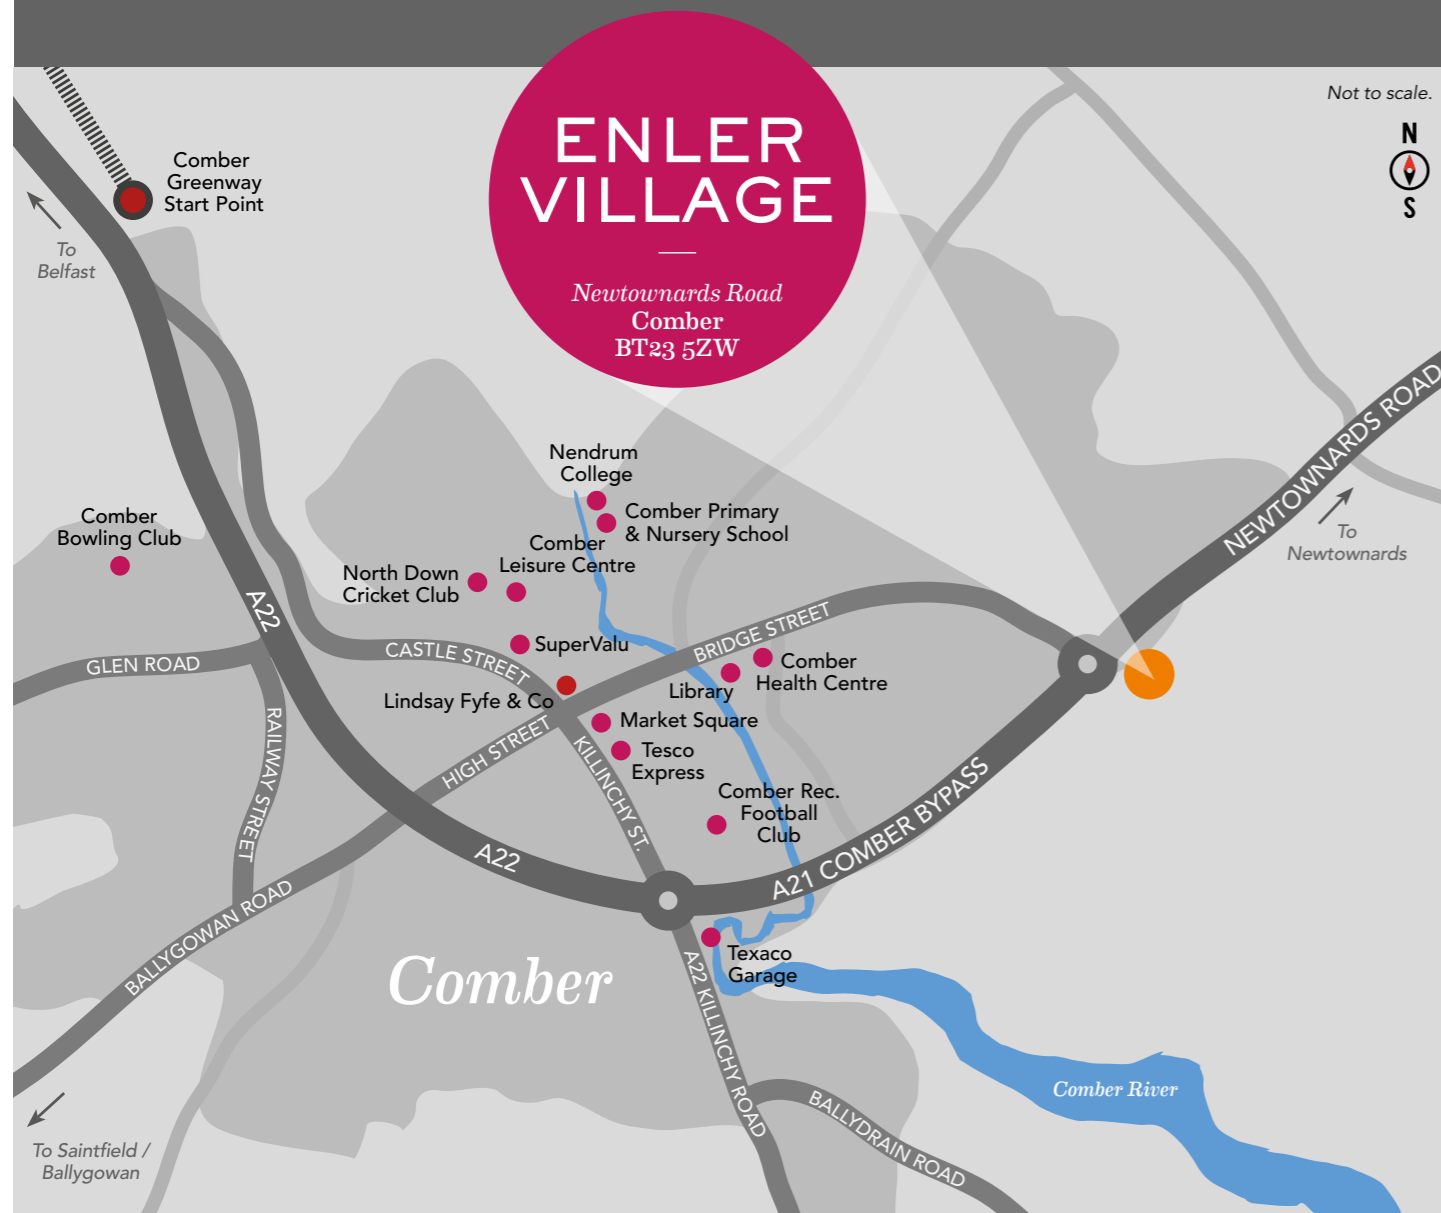 ENLER
VILLAGE
Newtownards Road
Comber
BT23 5ZW
Not to scale.
N
S
Comber
Greenway
Start Point
To
Belfast
Nendrum
College
Comber Primary
& Nursery School
Comber
Bowling Club
Comber
Leisure Centre
North Down
Cricket Club
NEWTOWNARDS ROAD
To
Newtownards
A22
GLEN ROAD
CASTLE STREET
SuperValu
BRIDGE STREET
Comber
Health Centre
Library
Lindsay Fyfe & Co
Market Square
RAILWAY STREET
HIGH STREET
KILLINCHY ST.
Tesco
Express
Comber Rec.
Football
Club
A22
A21 COMBER BYPASS
BALLYGOWAN ROAD
Comber
Texaco
Garage
A22 KILLINCHY ROAD
Comber River
BALLYDRAIN ROAD
To Saintfield /
Ballygowan